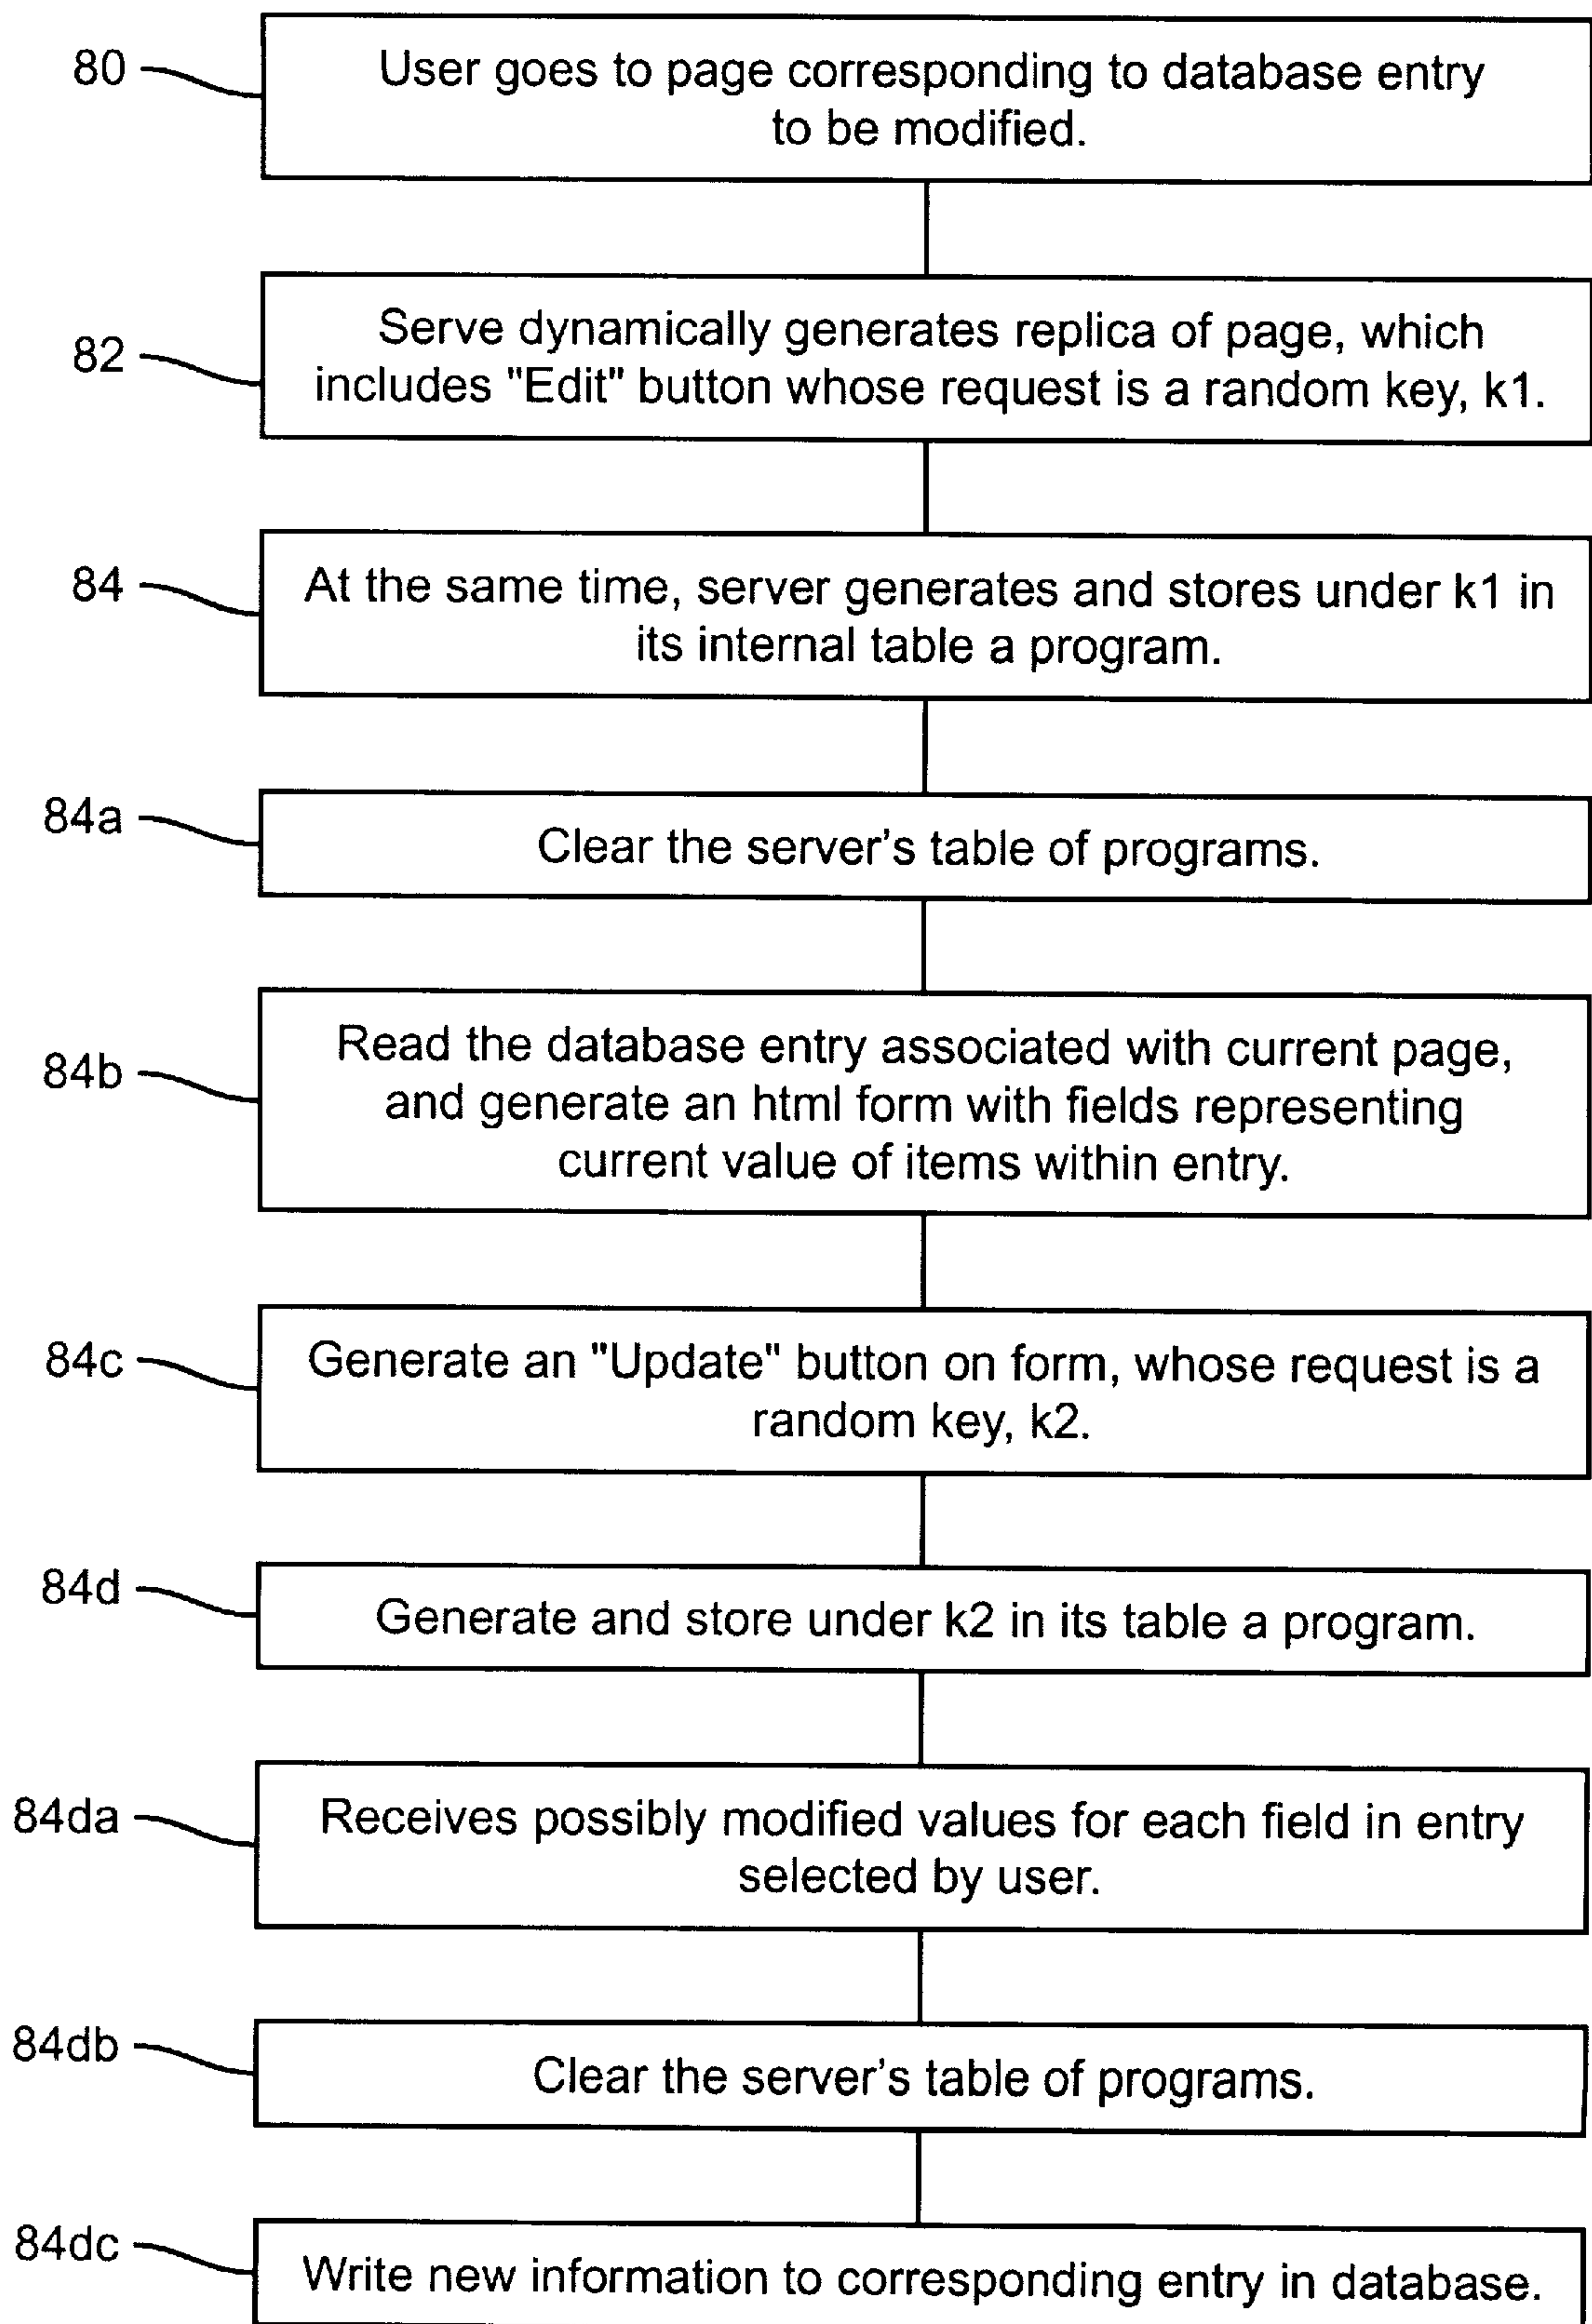 80
User goes to page corresponding to database entry
to be modified.
82
Serve dynamically generates replica of page, which
includes "Edit" button whose request is a random key, k1.
84
At the same time, server generates and stores under k1 in
its internal table a program.
84a
Clear the server's table of programs.
84b
Read the database entry associated with current page,
and generate an html form with fields representing
current value of items within entry.
84c
Generate an "Update" button on form, whose request is a
random key, k2.
84d
Generate and store under k2 in its table a program.
84da
Receives possibly modified values for each field in entry
selected by user.
84db
Clear the server's table of programs.
84dc
Write new information to corresponding entry in database.